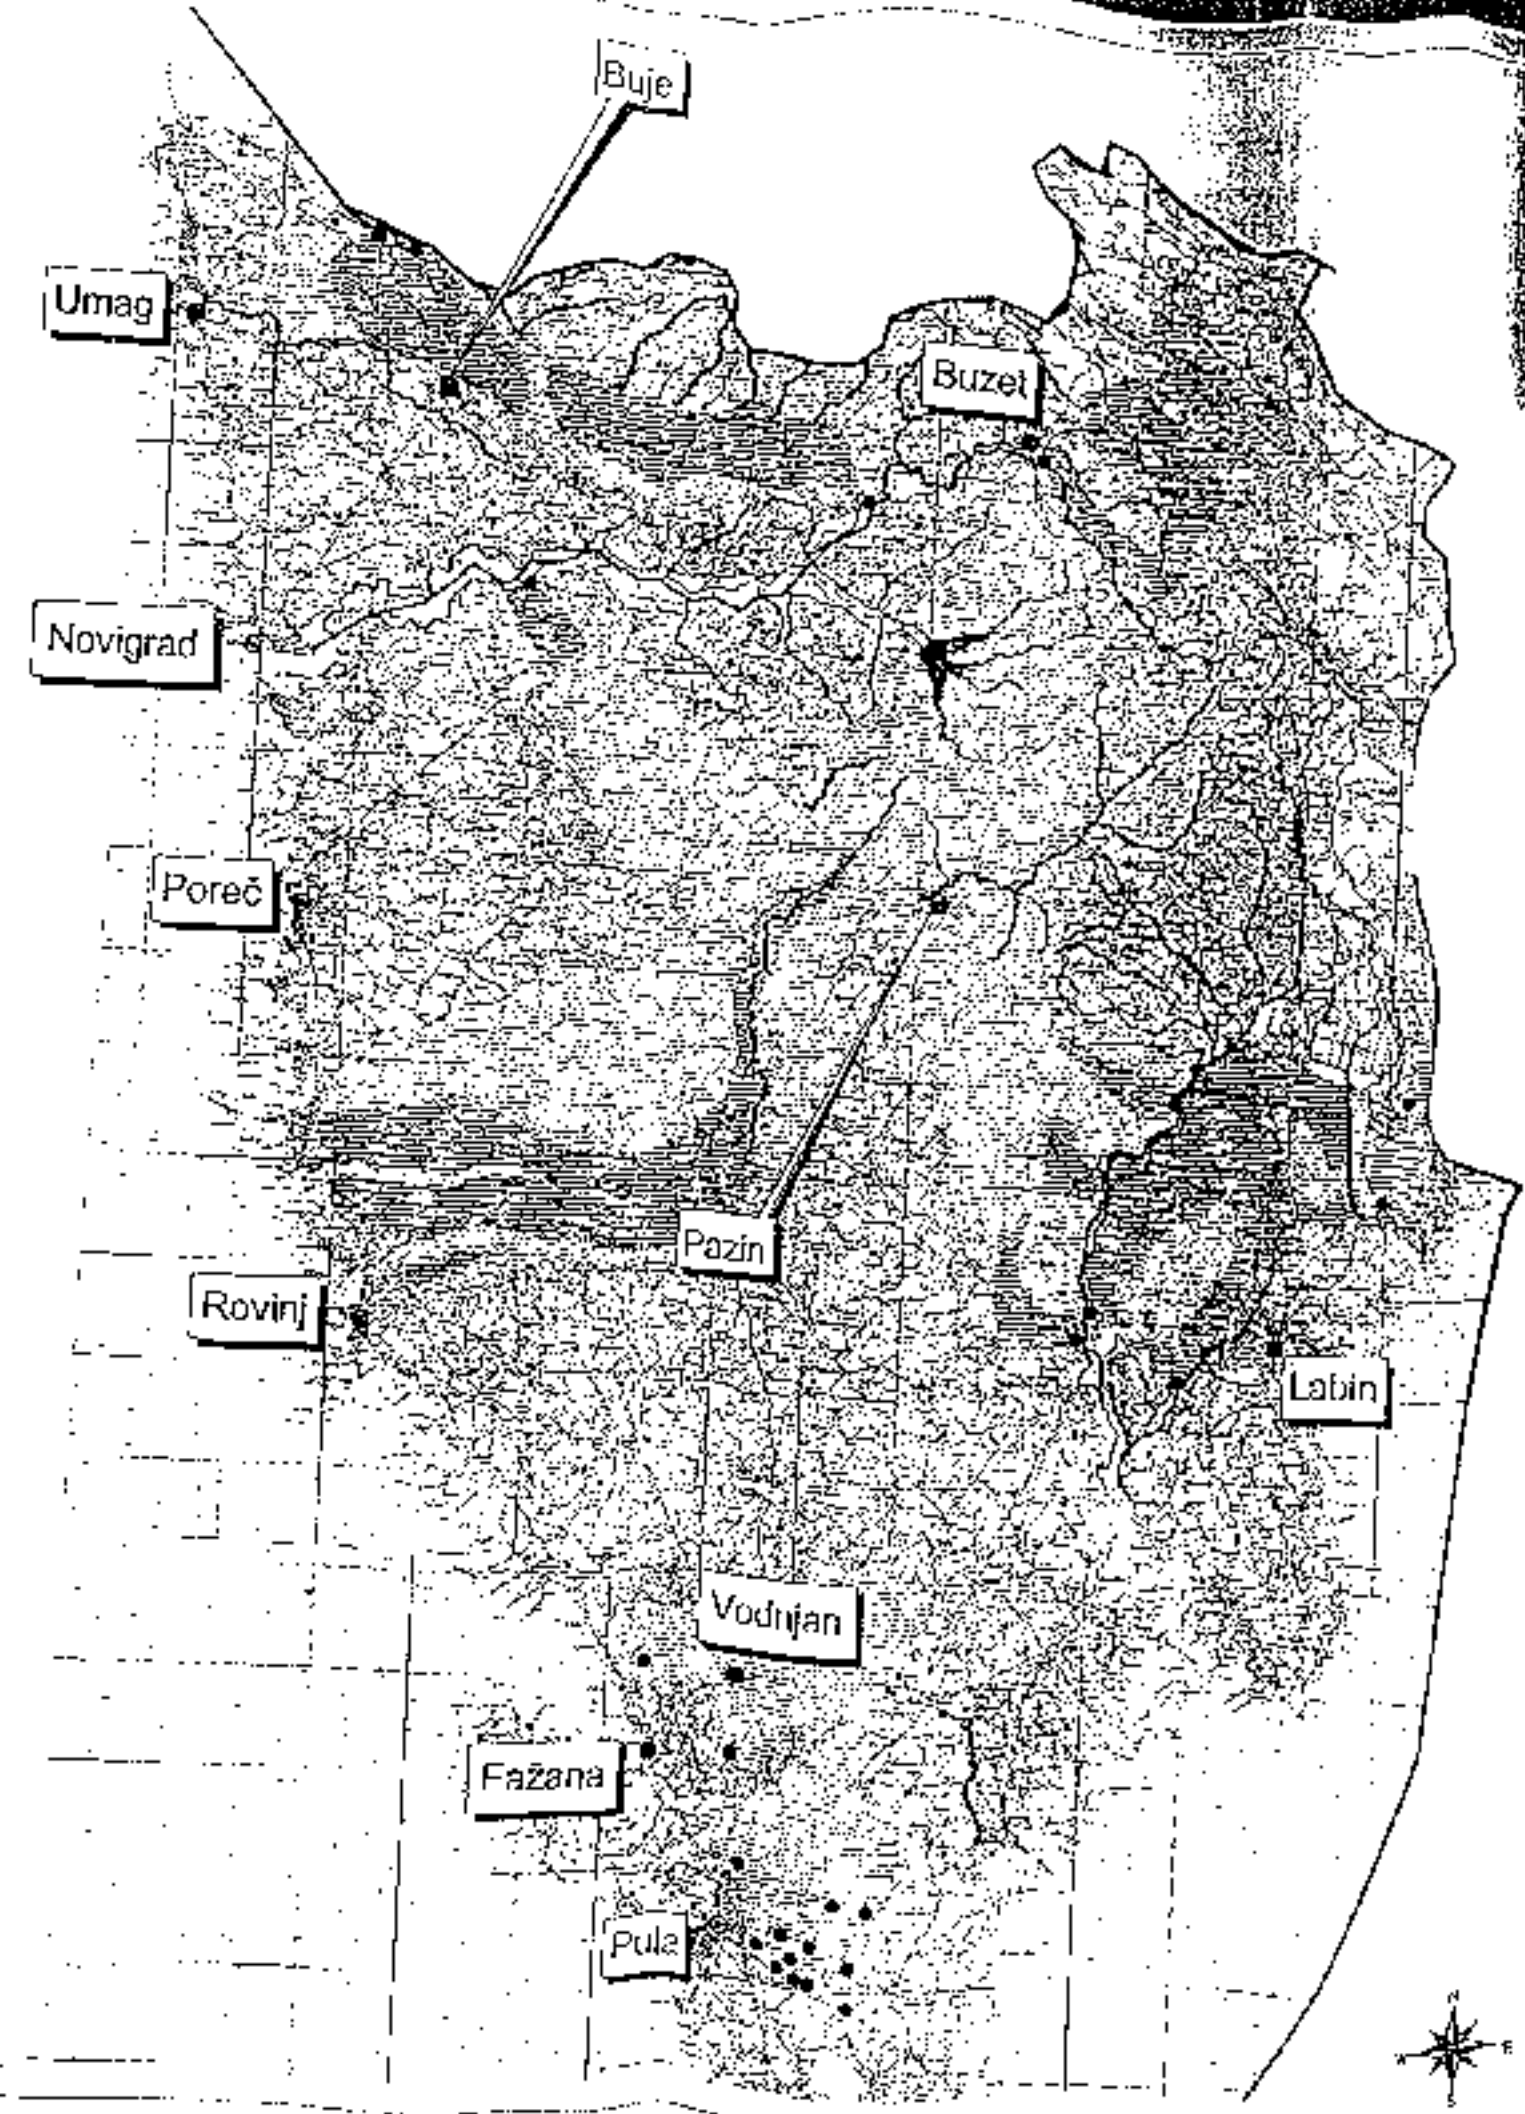 Buje
Umag
Buzet
Novigrad
Poreč
Pazin
Rovinj
Labin
Vodnjan
Fažana
Pula